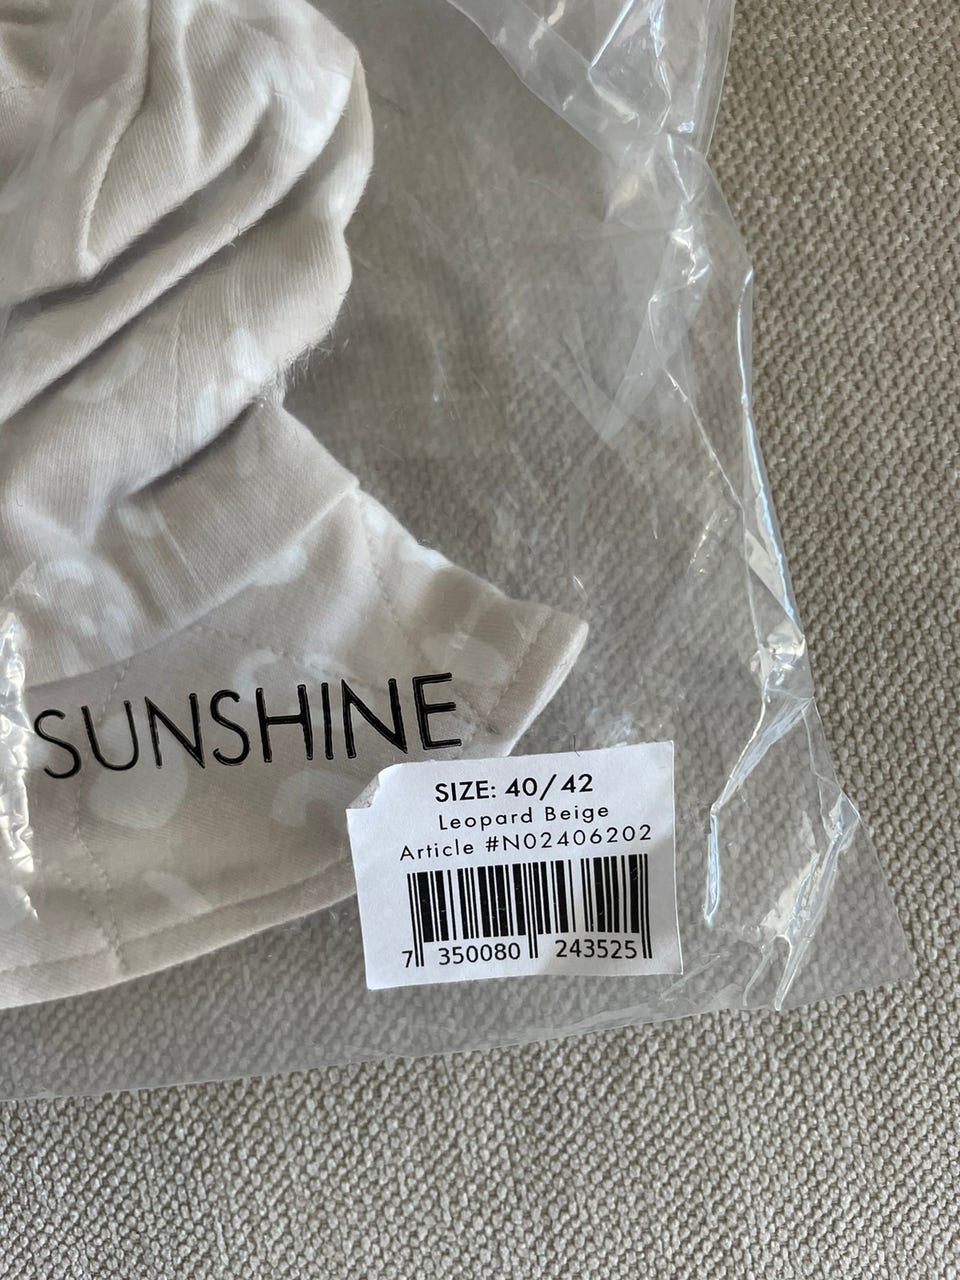 SUNSHINE
SIZE: 40/42
Leopard Beige
Article #N02406202
7 350080 243525